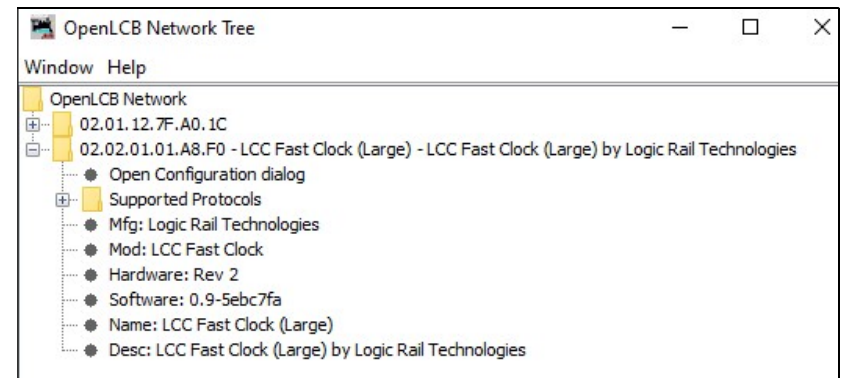 OpenLCB Network Tree
Window Help
OpenLCB Network
02.01.12.7F.A0.1C
02.02.01.01.A8.F0 - LCC Fast Clock (Large) - LCC Fast Clock (Large) by Logic Rail Technologies
Open Configuration dialog
Supported Protocols
Mfg: Logic Rail Technologies
Mod: LCC Fast Clock
Hardware: Rev 2
Software: 0.9-5ebc7fa
Name: LCC Fast Clock (Large)
Desc: LCC Fast Clock (Large) by Logic Rail Technologies